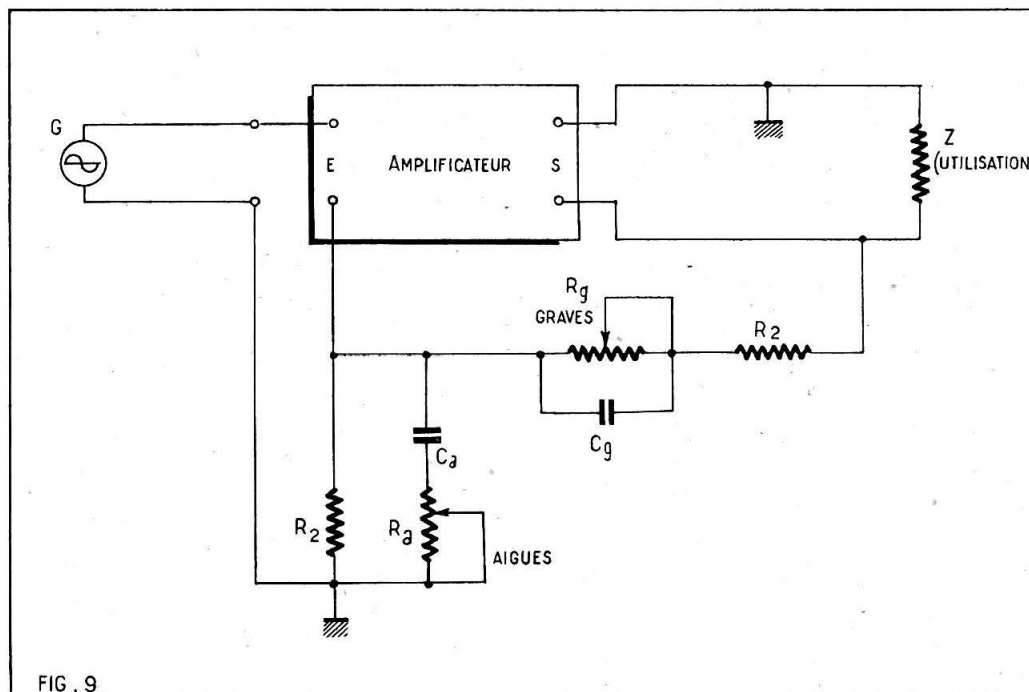 G
E
AMPLIFICATEUR
S
Z
(UTILISATION
Rg
GRAVES
R2
Cg
Ca
R2
Ra
AIGUES
FIG. 9